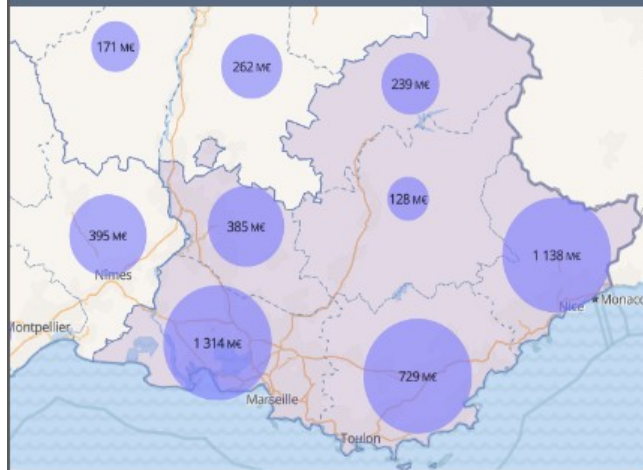 171 M€
262 M€
239 M€
128 M€
395 M€
385 M€
1 138 M€
Nîmes
Nice
Monaco
Montpellier
1 314 M€
729 M€
Marseille
Toulon